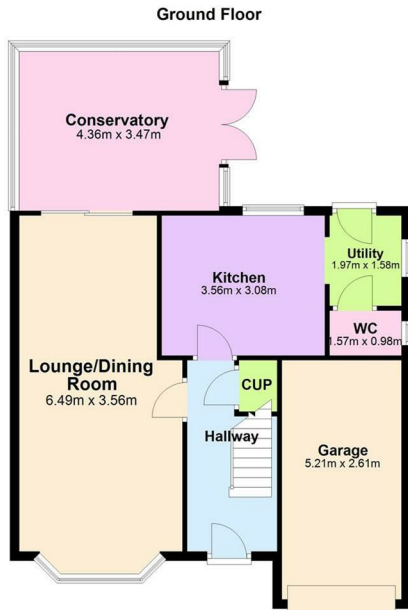 Ground Floor
Conservatory
4.36m x 3.47m
Kitchen
3.56m x 3.08m
Utility
1.97m x 1.58m
WC
1.57m x 0.98m
Lounge/Dining
Room
6.49m x 3.56m
CUP
Hallway
Garage
5.21m x 2.61m